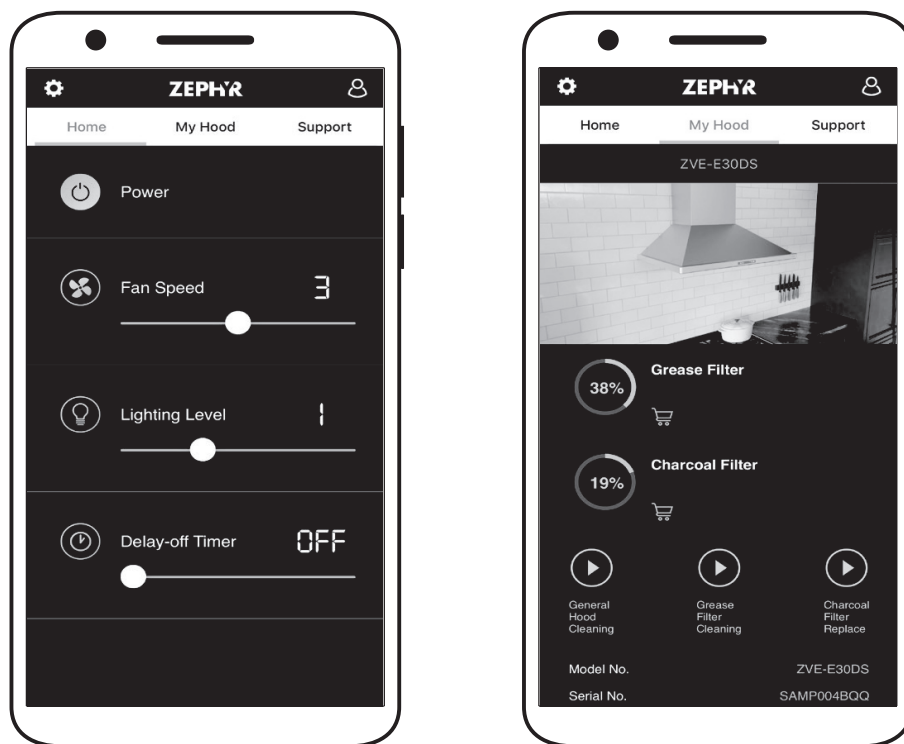 ZEPHYR
Home My Hood Support
Power
Fan Speed 3
Lighting Level 1
Delay-off Timer OFF
ZEPHYR
Home My Hood Support
ZVE-E30DS
38% Grease Filter
19% Charcoal Filter
General
Hood
Cleaning
Grease
Filter
Cleaning
Charcoal
Filter
Replace
Model No. ZVE-E30DS
Serial No. SAMP004BQQ